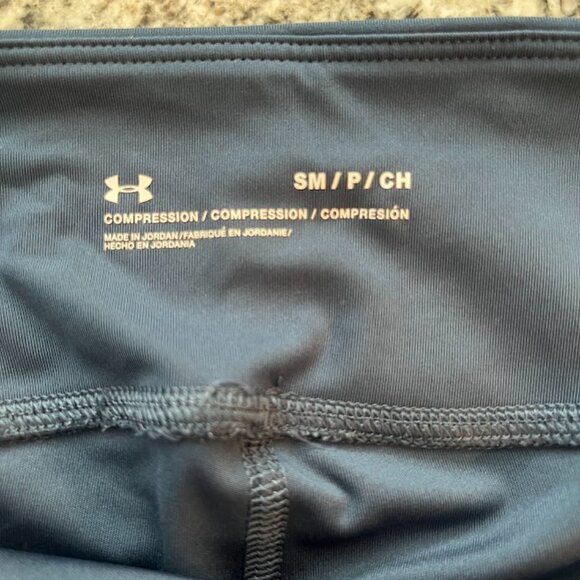 SM / P / CH
COMPRESSION / COMPRESSION / COMPRESIÓN
MADE IN JORDAN / FABRIQUÉ EN JORDANIE /
HECHO EN JORDANIA